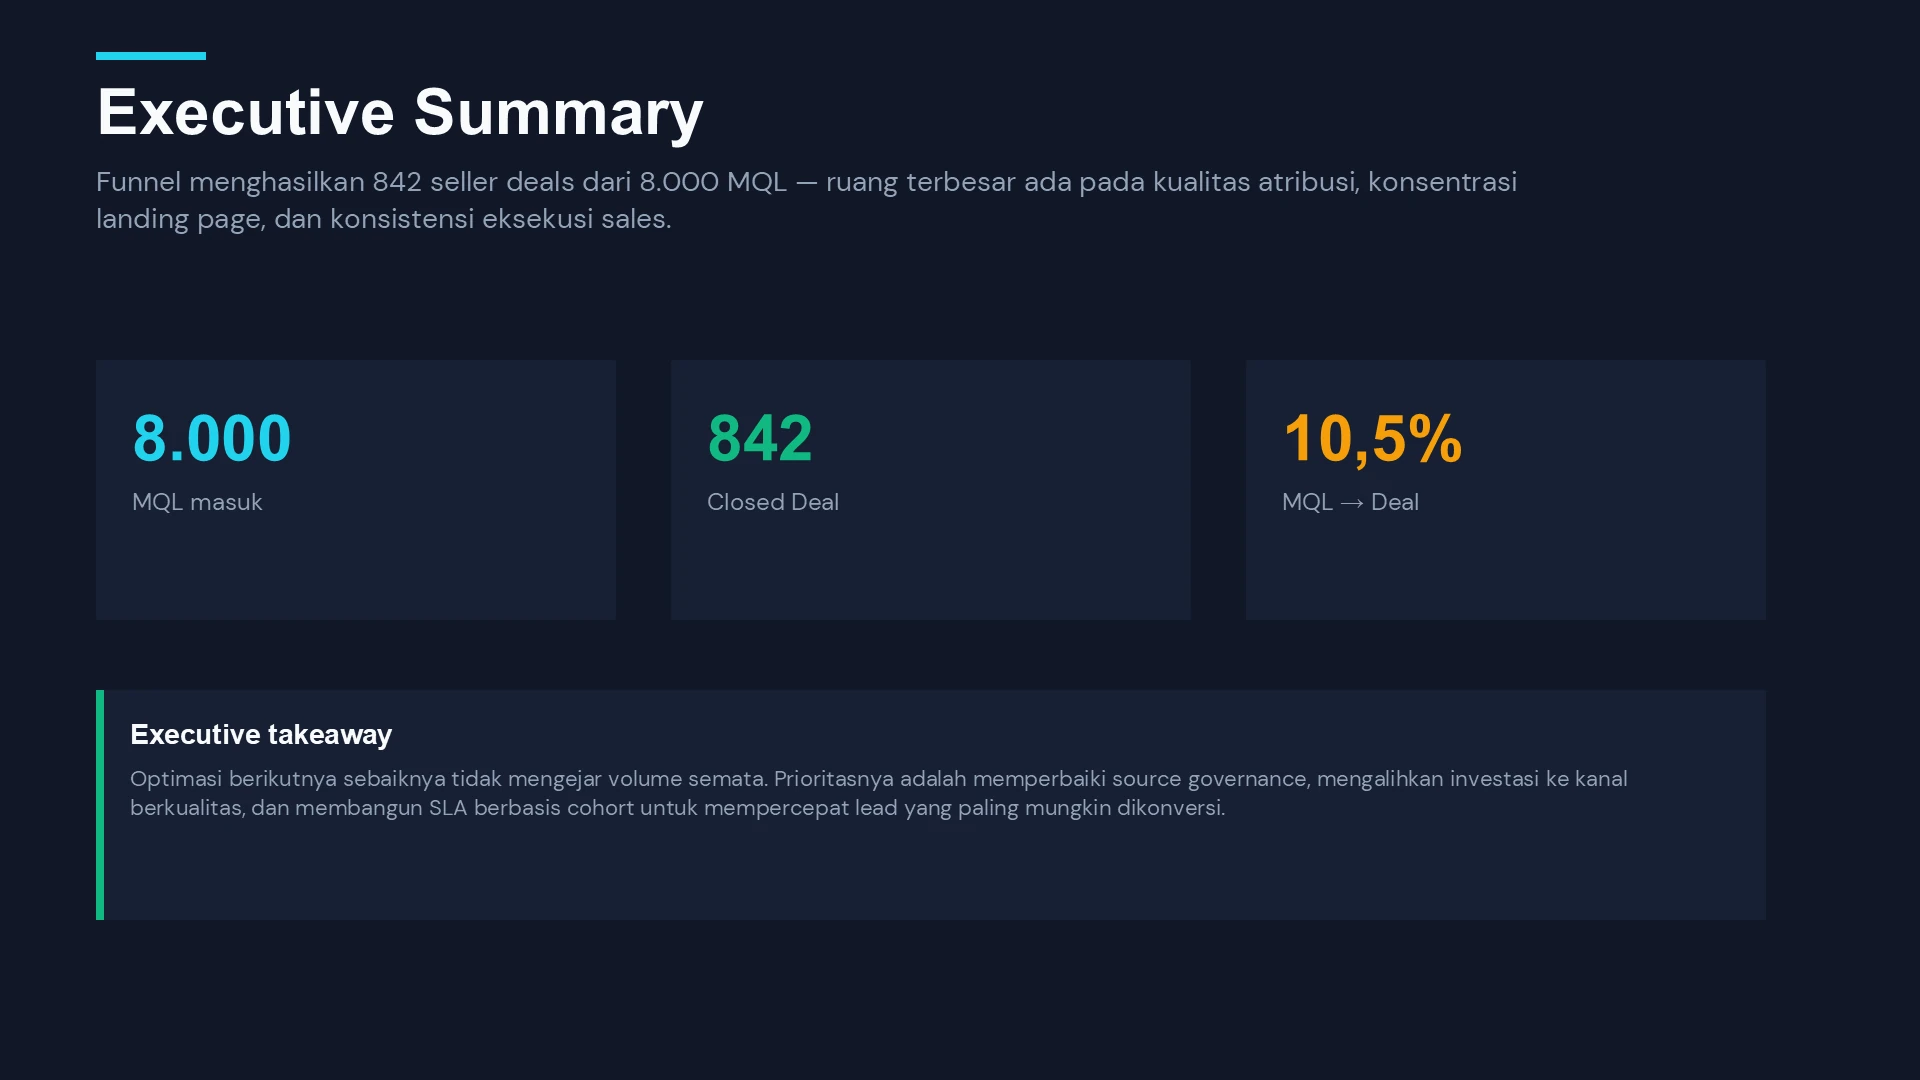 Executive Summary
Funnel menghasilkan 842 seller deals dari 8.000 MQL — ruang terbesar ada pada kualitas atribusi, konsentrasi
landing page, dan konsistensi eksekusi sales.
8.000
MQL masuk
842
Closed Deal
10,5%
MQL → Deal
Executive takeaway
Optimasi berikutnya sebaiknya tidak mengejar volume semata. Prioritasnya adalah memperbaiki source governance, mengalihkan investasi ke kanal
berkualitas, dan membangun SLA berbasis cohort untuk mempercepat lead yang paling mungkin dikonversi.